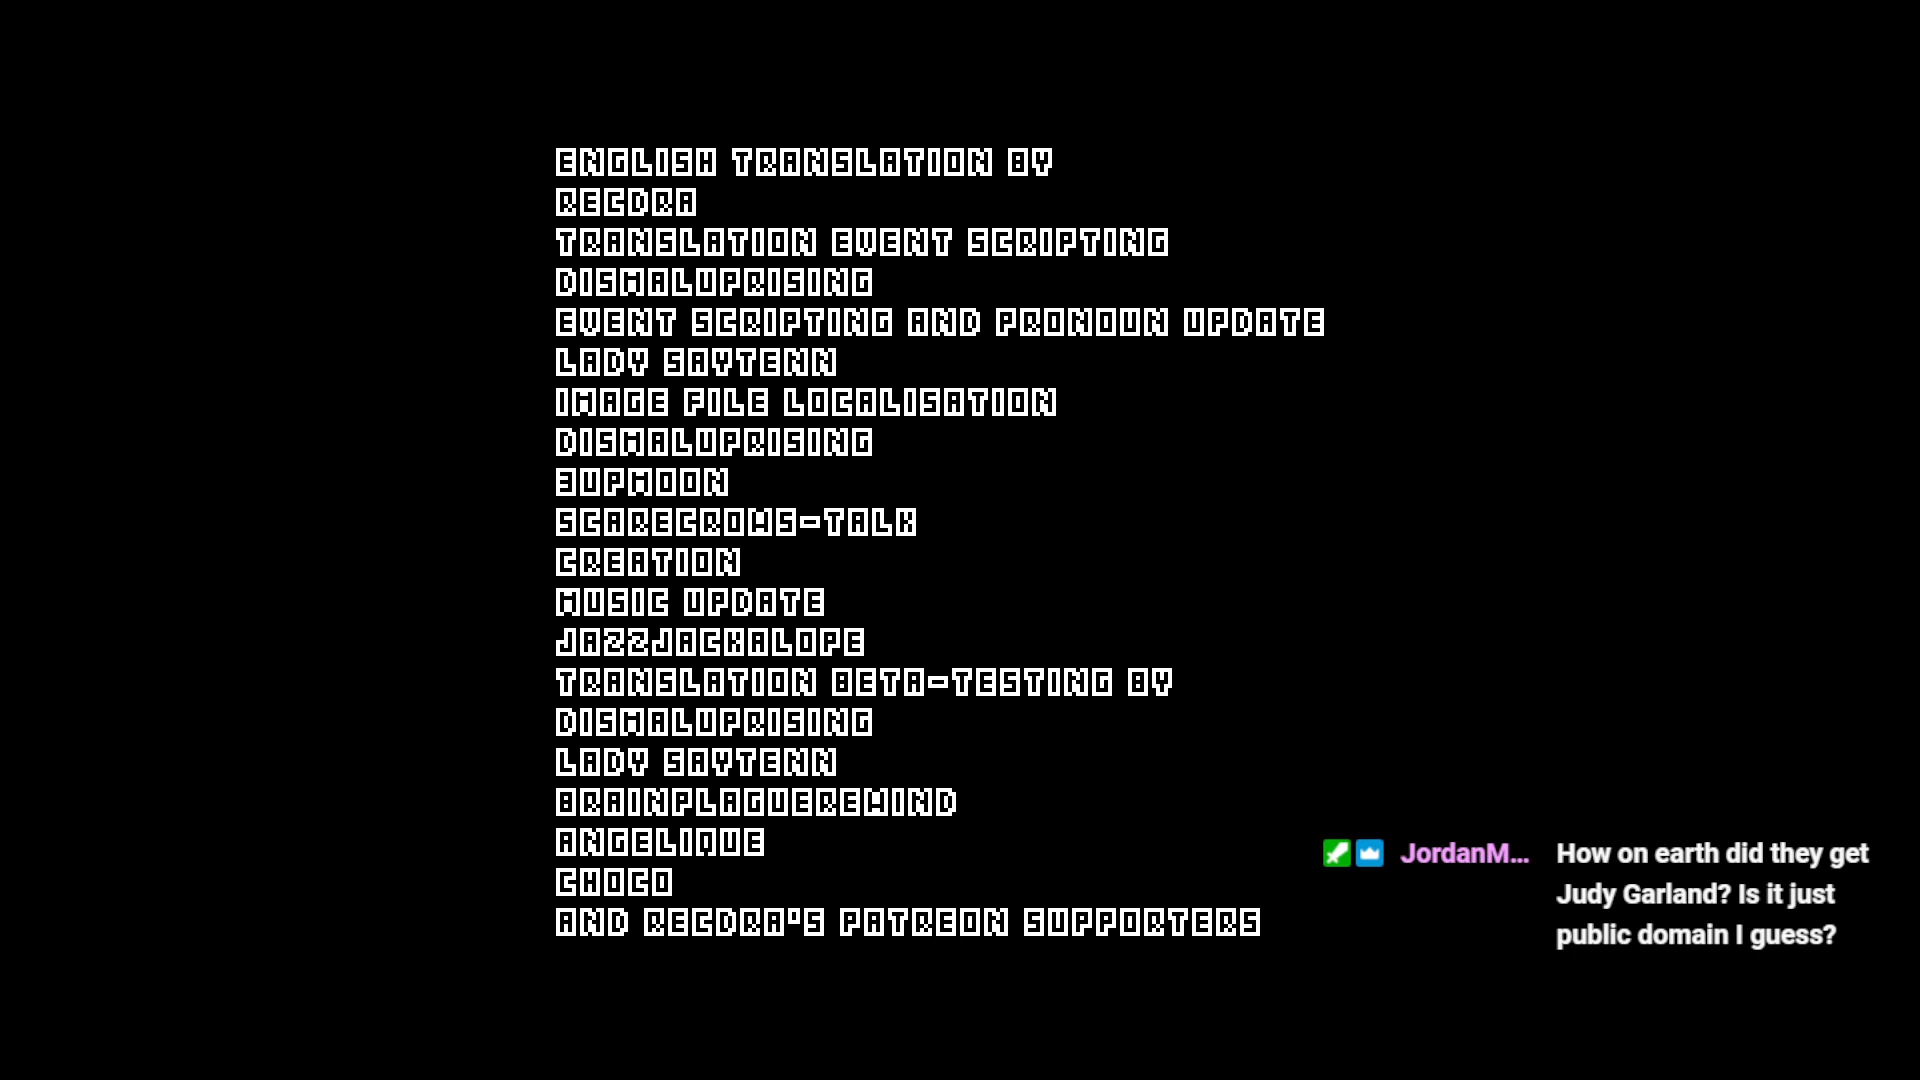 ENGLISH TRANSLATION BY
RECDRA
TRANSLATION EVENT SCRIPTING
DISMALUPRISING
EVENT SCRIPTING AND PRONOUN UPDATE
LADY SAYTENN
IMAGE FILE LOCALISATION
DISMALUPRISING
3UPMOON
SCARECROWS-TALK
CREATION
MUSIC UPDATE
JAZZJACKALOPE
TRANSLATION BETA-TESTING BY
DISMALUPRISING
LADY SAYTENN
BRAINPLAGUEREWIND
ANGELIQUE
CHOCO
AND RECDRA'S PATREON SUPPORTERS
JordanM... How on earth did they get
Judy Garland? Is it just
public domain I guess?